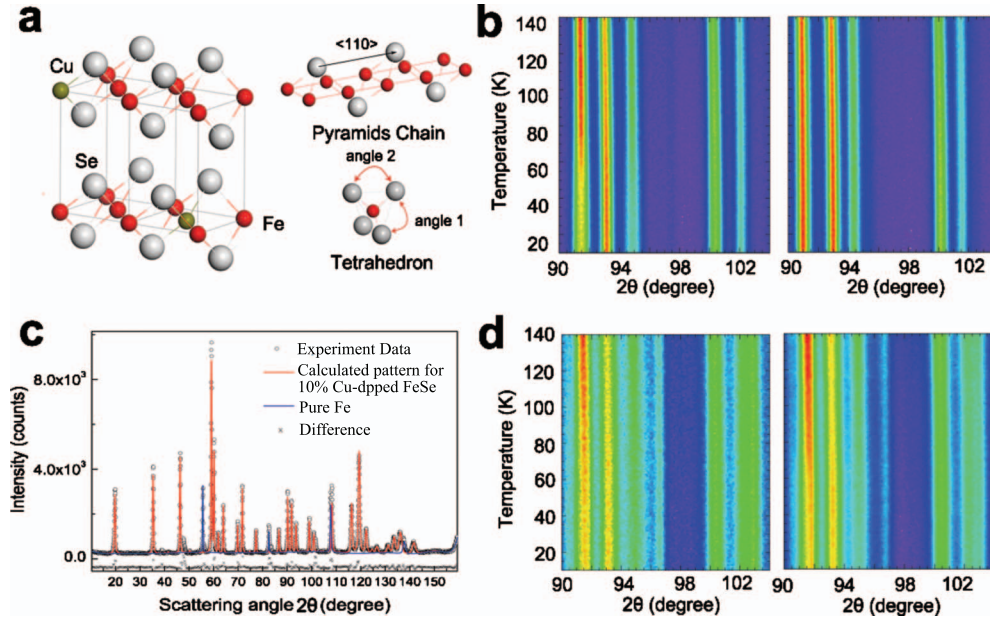 a
Cu
Se
Fe
<110>
Pyramids Chain
angle 2
angle 1
Tetrahedron
b
Temperature (K)
140
120
100
80
60
40
20
90 94 98 102
2θ (degree)
90 94 98 102
2θ (degree)
c
Intensity (counts)
8.0×10³
4.0×10³
0.0
Experiment Data
Calculated pattern for
10% Cu-dpped FeSe
Pure Fe
Difference
20 30 40 50 60 70 80 90 100 110 120 130 140 150
Scattering angle 2θ (degree)
d
Temperature (K)
140
120
100
80
60
40
20
90 94 98 102
2θ (degree)
90 94 98 102
2θ (degree)